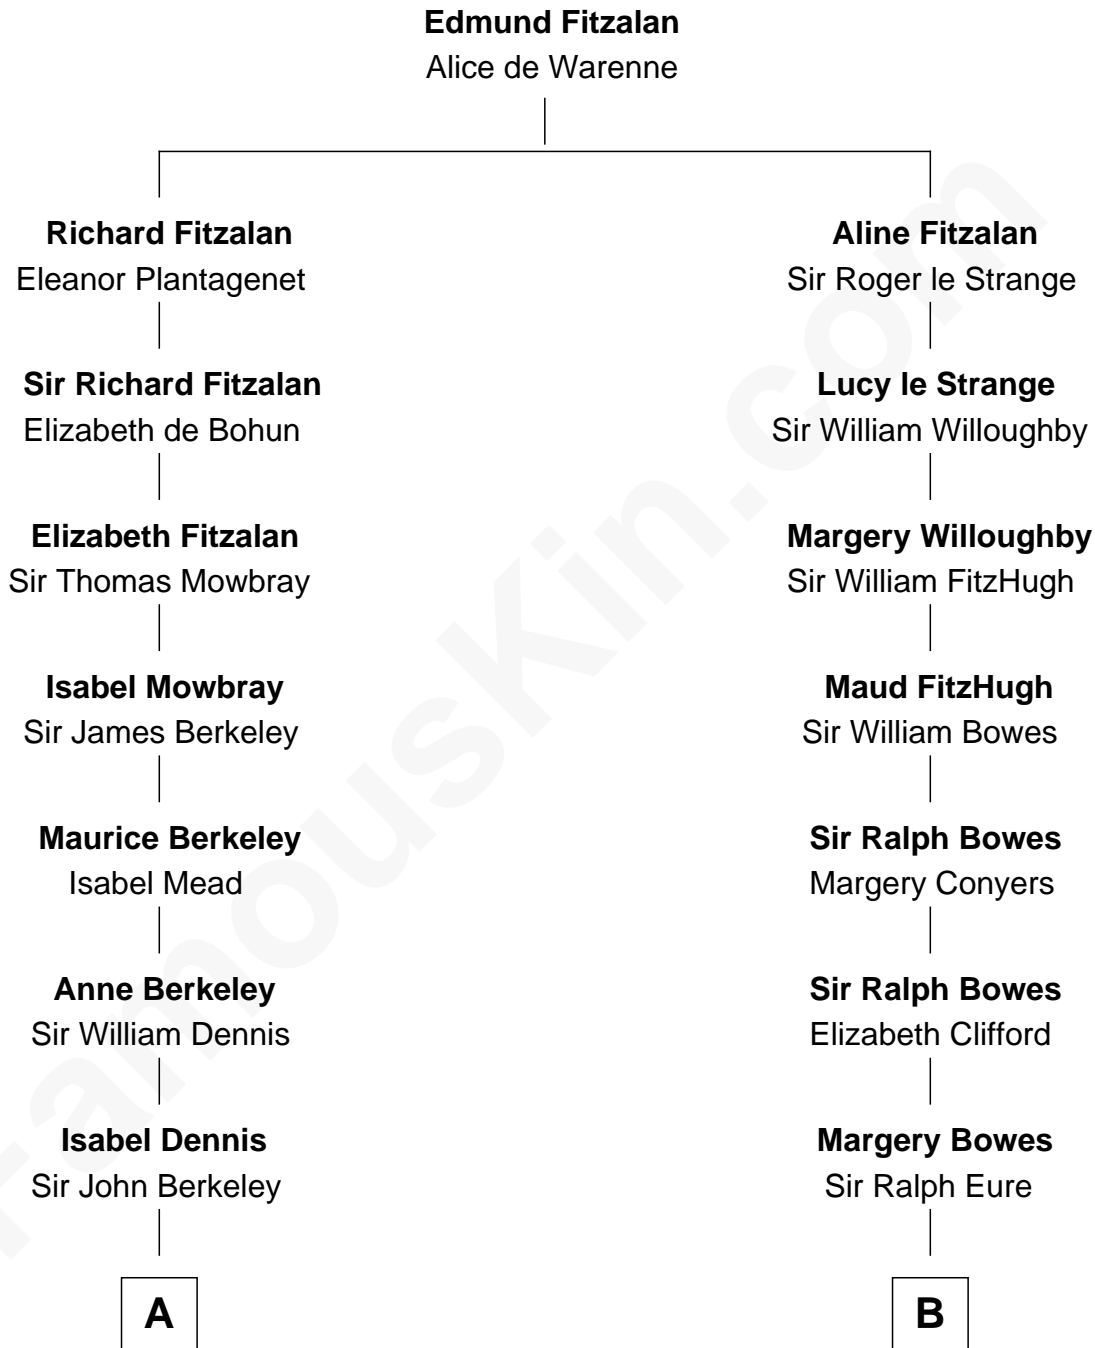 Edmund Fitzalan
Alice de Warenne
Richard Fitzalan
Eleanor Plantagenet
Aline Fitzalan
Sir Roger le Strange
Sir Richard Fitzalan
Elizabeth de Bohun
Lucy le Strange
Sir William Willoughby
Elizabeth Fitzalan
Sir Thomas Mowbray
Margery Willoughby
Sir William FitzHugh
Isabel Mowbray
Sir James Berkeley
Maud FitzHugh
Sir William Bowes
Maurice Berkeley
Isabel Mead
Sir Ralph Bowes
Margery Conyers
Anne Berkeley
Sir William Dennis
Sir Ralph Bowes
Elizabeth Clifford
Isabel Dennis
Sir John Berkeley
Margery Bowes
Sir Ralph Eure
A
B
FamousKin.com